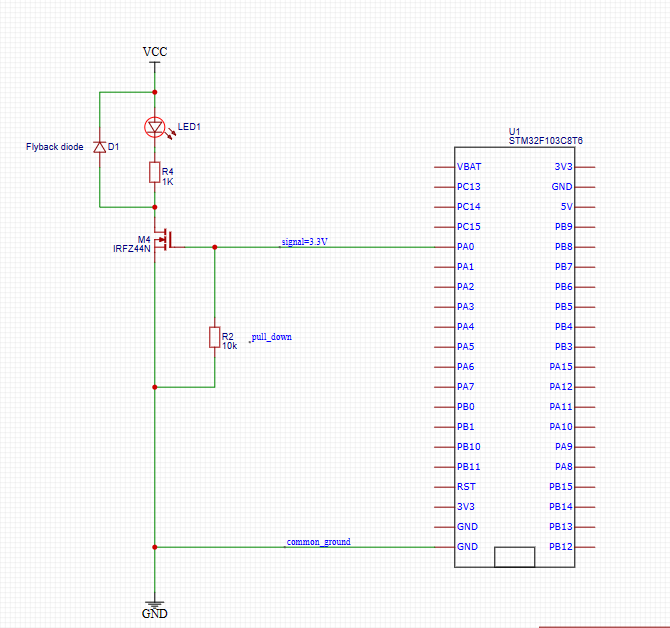 VCC
LED1
Flyback diode
D1
R4
1K
M4
IRFZ44N
signal=3.3V
R2
10k
pull_down
common_ground
GND
U1
STM32F103C8T6
VBAT
PC13
PC14
PC15
PA0
PA1
PA2
PA3
PA4
PA5
PA6
PA7
PB0
PB1
PB10
PB11
RST
3V3
GND
GND
3V3
GND
5V
PB9
PB8
PB7
PB6
PB5
PB4
PB3
PA15
PA12
PA11
PA10
PA9
PA8
PB15
PB14
PB13
PB12